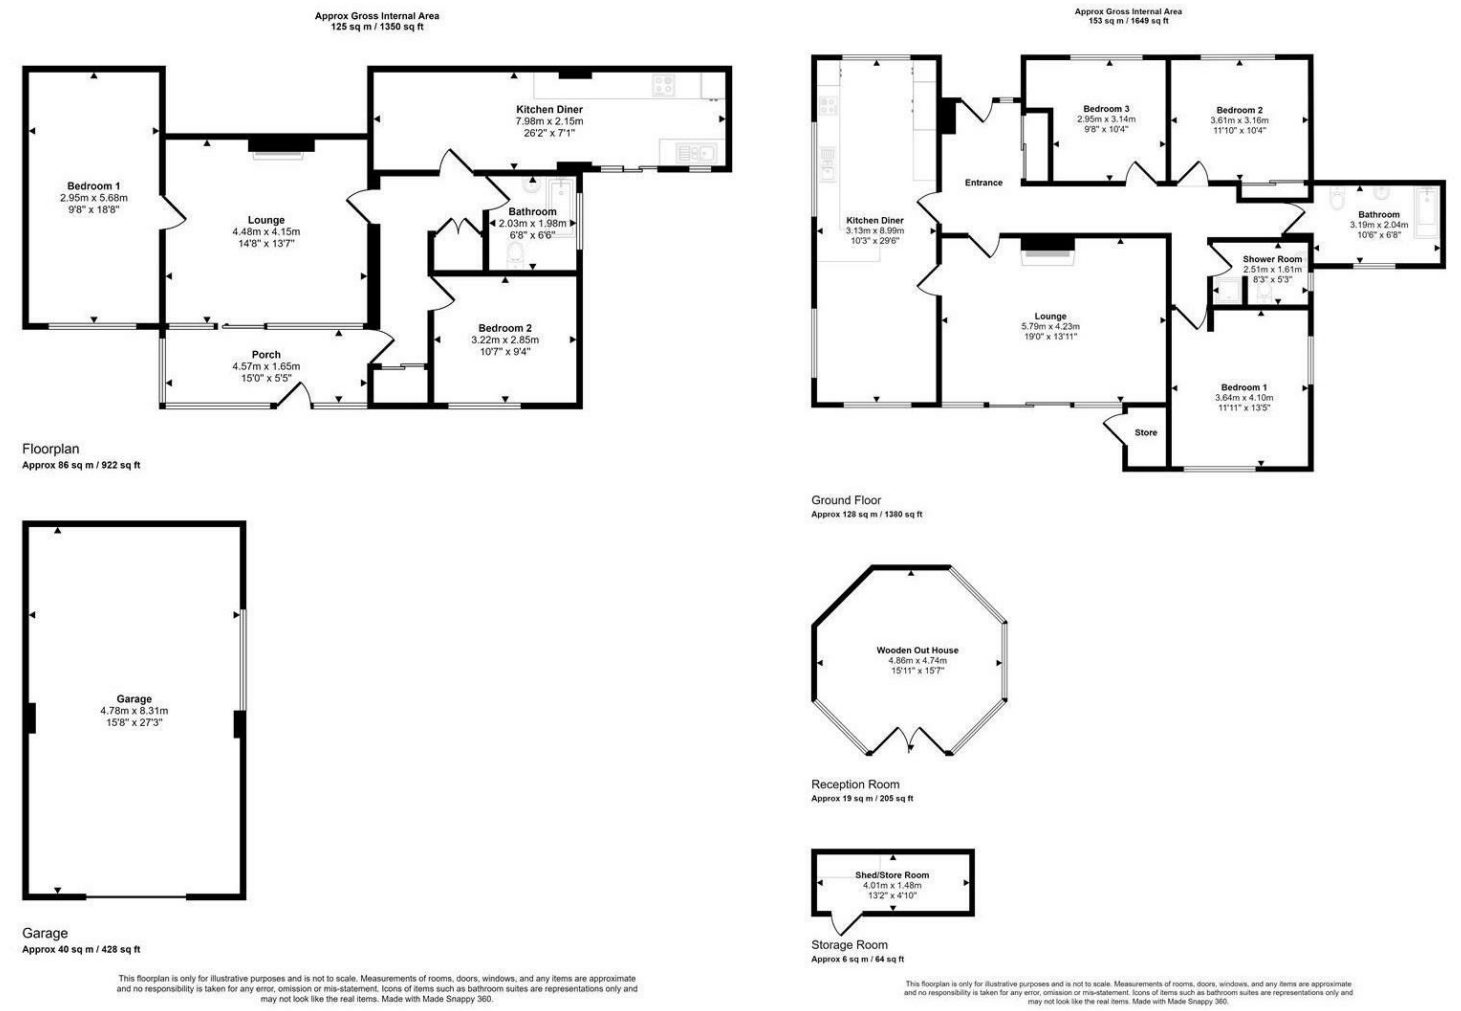 Approx Gross Internal Area
125 sq m / 1350 sq ft
Kitchen Diner
7.98m x 2.15m
26'2" x 7'1"
Bedroom 1
2.95m x 5.68m
9'8" x 18'8"
Lounge
4.48m x 4.15m
14'8" x 13'7"
Bathroom
2.03m x 1.98m
6'8" x 6'6"
Bedroom 2
3.22m x 2.85m
10'7" x 9'4"
Porch
4.57m x 1.65m
15'0" x 5'5"
Floorplan
Approx 86 sq m / 922 sq ft
Garage
4.78m x 8.31m
15'8" x 27'3"
Garage
Approx 40 sq m / 428 sq ft
This floorplan is only for illustrative purposes and is not to scale. Measurements of rooms, doors, windows, and any items are approximate
and no responsibility is taken for any error, omission or mis-statement. Icons of items such as bathroom suites are representations only and
may not look like the real items. Made with Made Snappy 360.
Approx Gross Internal Area
153 sq m / 1649 sq ft
Bedroom 3
2.95m x 3.14m
9'8" x 10'4"
Bedroom 2
3.61m x 3.16m
11'10" x 10'4"
Entrance
Kitchen Diner
3.13m x 8.99m
10'3" x 29'6"
Bathroom
3.19m x 2.04m
10'6" x 6'8"
Shower Room
2.51m x 1.61m
8'3" x 5'3"
Lounge
5.79m x 4.23m
19'0" x 13'11"
Bedroom 1
3.64m x 4.10m
11'11" x 13'5"
Store
Ground Floor
Approx 128 sq m / 1380 sq ft
Wooden Out House
4.86m x 4.74m
15'11" x 15'7"
Reception Room
Approx 19 sq m / 205 sq ft
Shed/Store Room
4.01m x 1.48m
13'2" x 4'10"
Storage Room
Approx 6 sq m / 64 sq ft
This floorplan is only for illustrative purposes and is not to scale. Measurements of rooms, doors, windows, and any items are approximate
and no responsibility is taken for any error, omission or mis-statement. Icons of items such as bathroom suites are representations only and
may not look like the real items. Made with Made Snappy 360.